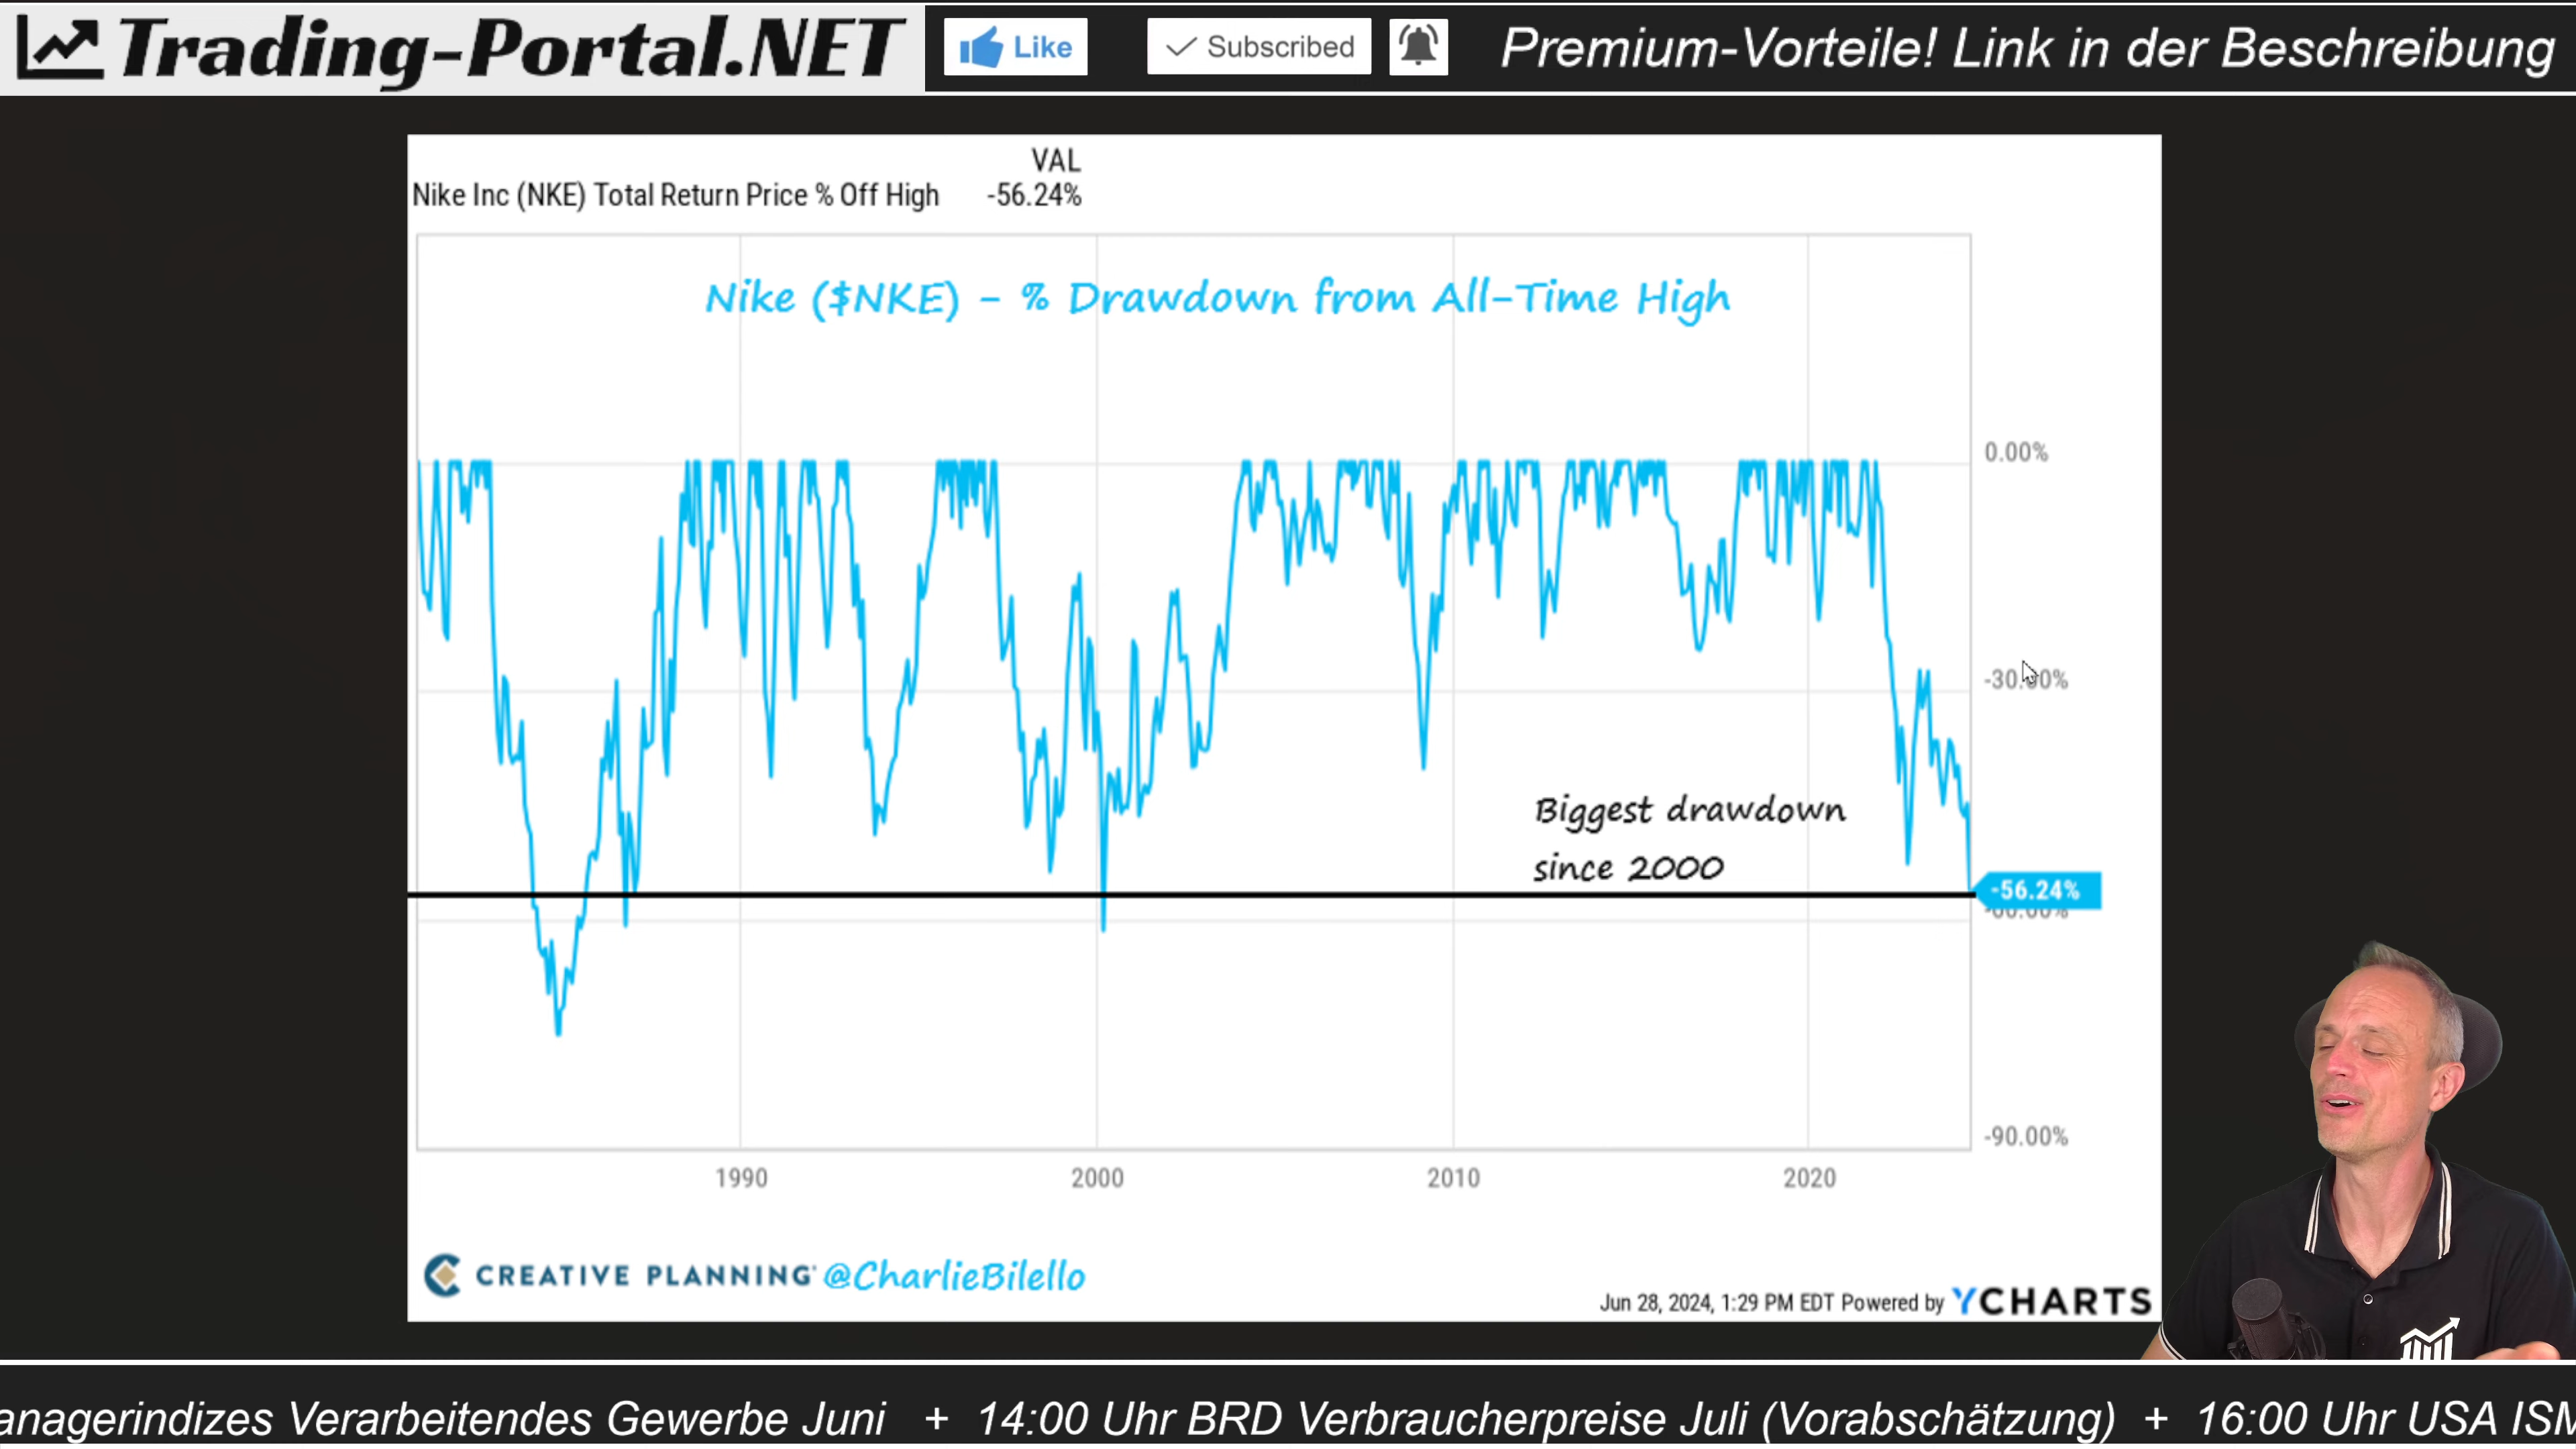 Trading-Portal.NET
Like
Subscribed
Premium-Vorteile! Link in der Beschreibung
VAL
Nike Inc (NKE) Total Return Price % Off High -56.24%
Nike ($NKE) - % Drawdown from All-Time High
0.00%
-30.00%
Biggest drawdown
since 2000
-56.24%
-60.00%
-90.00%
1990 2000 2010 2020
CREATIVE PLANNING @CharlieBilello
Jun 28, 2024, 1:29 PM EDT Powered by YCHARTS
anagerindizes Verarbeitendes Gewerbe Juni + 14:00 Uhr BRD Verbraucherpreise Juli (Vorabschätzung) + 16:00 Uhr USA ISM